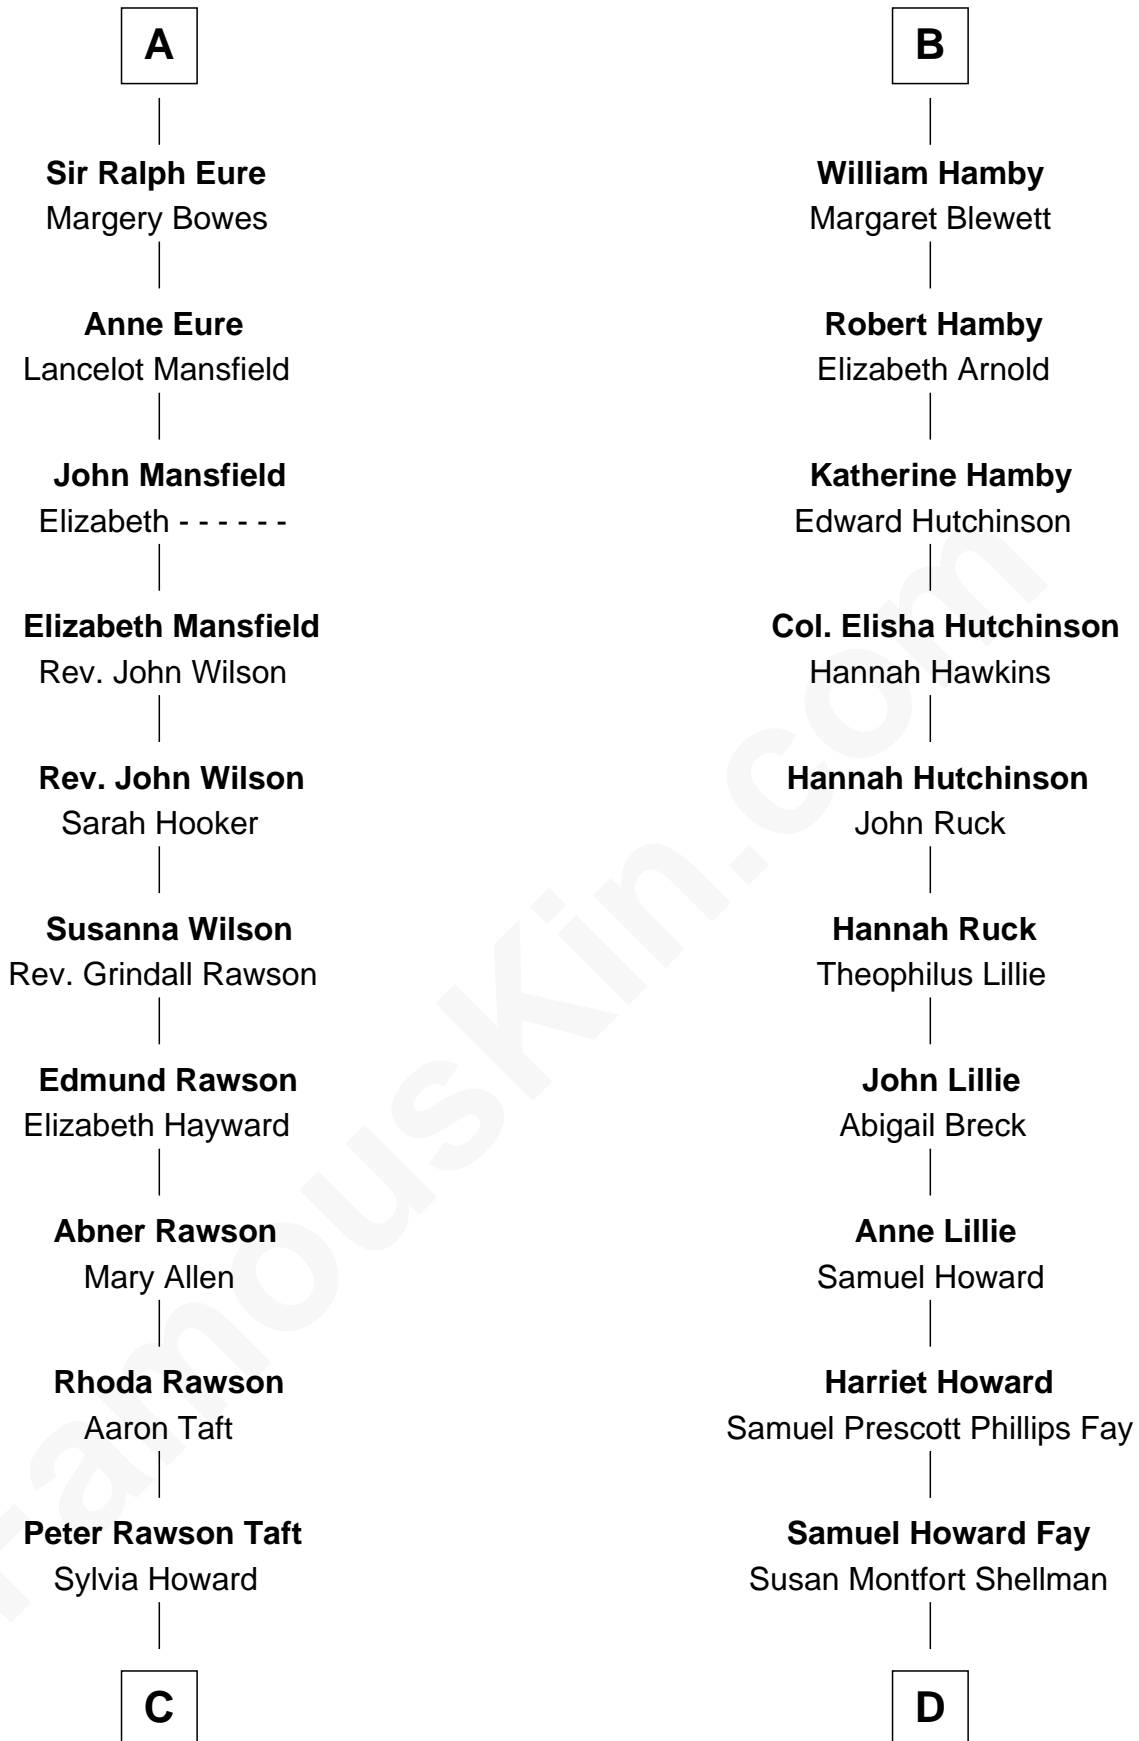 A
Sir Ralph Eure
Margery Bowes
Anne Eure
Lancelot Mansfield
John Mansfield
Elizabeth - - - - - -
Elizabeth Mansfield
Rev. John Wilson
Rev. John Wilson
Sarah Hooker
Susanna Wilson
Rev. Grindall Rawson
Edmund Rawson
Elizabeth Hayward
Abner Rawson
Mary Allen
Rhoda Rawson
Aaron Taft
Peter Rawson Taft
Sylvia Howard
C
B
William Hamby
Margaret Blewett
Robert Hamby
Elizabeth Arnold
Katherine Hamby
Edward Hutchinson
Col. Elisha Hutchinson
Hannah Hawkins
Hannah Hutchinson
John Ruck
Hannah Ruck
Theophilus Lillie
John Lillie
Abigail Breck
Anne Lillie
Samuel Howard
Harriet Howard
Samuel Prescott Phillips Fay
Samuel Howard Fay
Susan Montfort Shellman
D
FamousKin.com